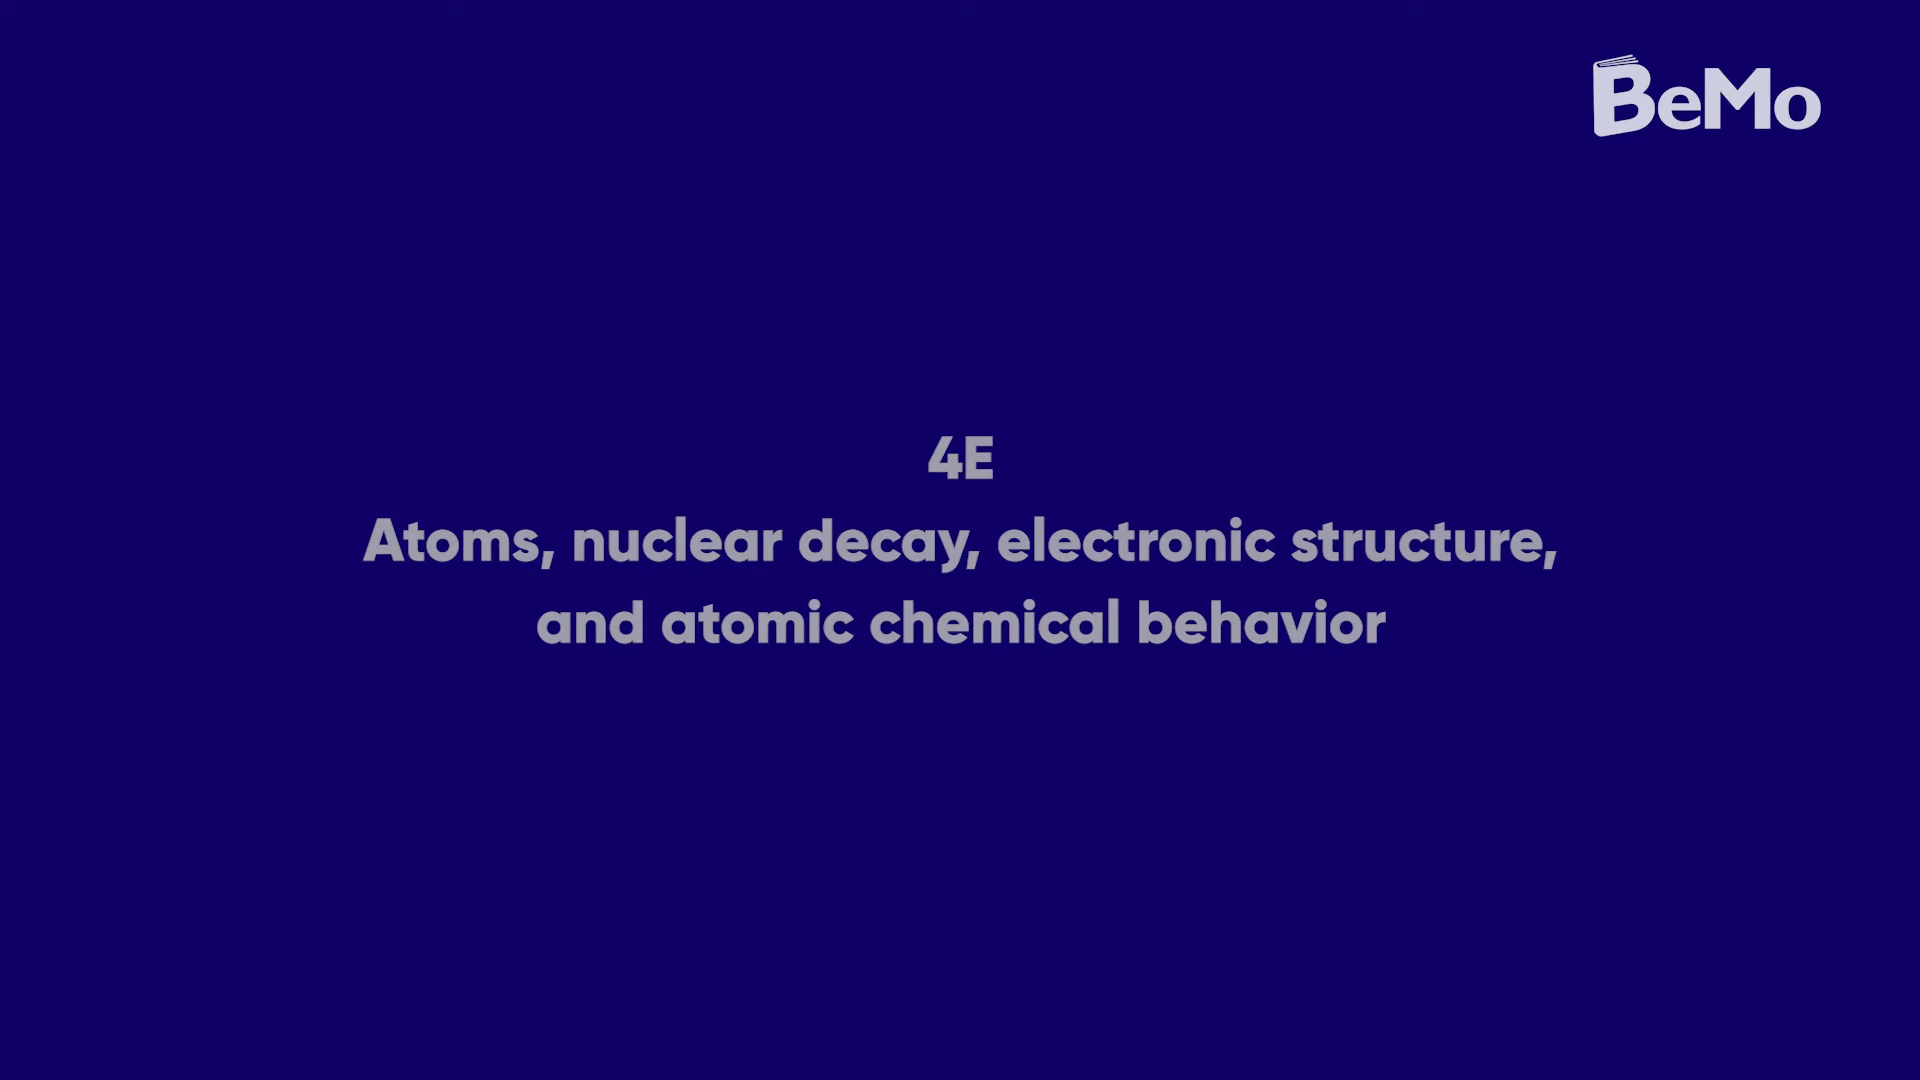 BeMo
4E
Atoms, nuclear decay, electronic structure,
and atomic chemical behavior